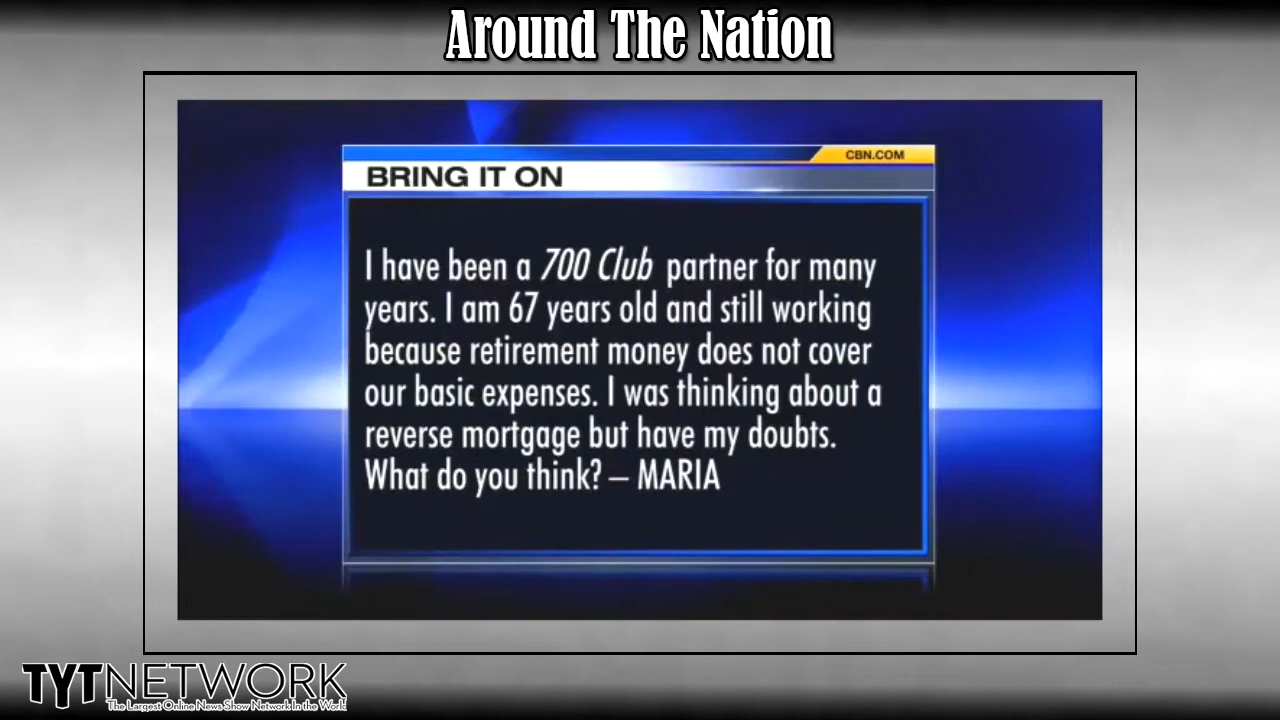 Around The Nation
CBN.COM
BRING IT ON
I have been a 700 Club partner for many
years. I am 67 years old and still working
because retirement money does not cover
our basic expenses. I was thinking about a
reverse mortgage but have my doubts.
What do you think? – MARIA
TYTNETWORK
The Largest Online News Show Network In the World!